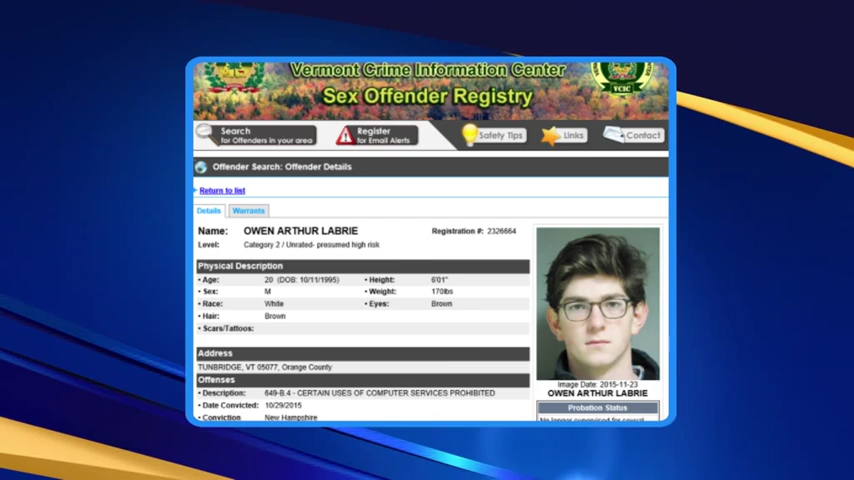 Vermont Crime Information Center
Sex Offender Registry
VCIC
Search
for Offenders in your area
Register
for Email Alerts
Safety Tips
Links
Contact
Offender Search: Offender Details
Return to list
Details Warrants
Name: OWEN ARTHUR LABRIE Registration #: 2326664
Level: Category 2 / Unrated- presumed high risk
Physical Description
• Age: 20 (DOB: 10/11/1995) • Height: 6'01"
• Sex: M • Weight: 170lbs
• Race: White • Eyes: Brown
• Hair: Brown
• Scars/Tattoos:
Address
TUNBRIDGE, VT 05077, Orange County
Offenses
• Description: 649-B.4 - CERTAIN USES OF COMPUTER SERVICES PROHIBITED
• Date Convicted: 10/29/2015
• Conviction New Hampshire
Image Date: 2015-11-23
OWEN ARTHUR LABRIE
Probation Status